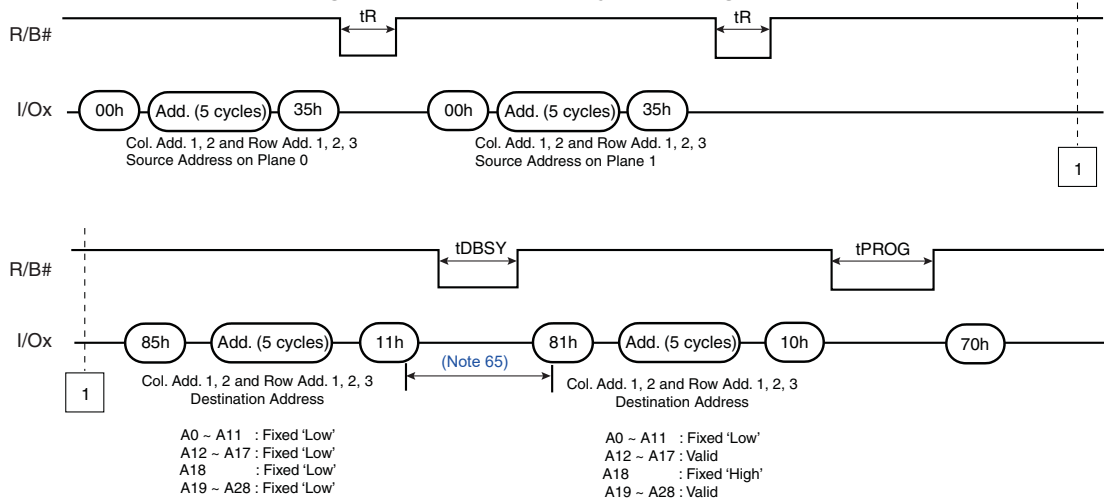 tR
tR
R/B#
I/Ox
00h
Add. (5 cycles)
35h
00h
Add. (5 cycles)
35h
Col. Add. 1, 2 and Row Add. 1, 2, 3
Source Address on Plane 0
Col. Add. 1, 2 and Row Add. 1, 2, 3
Source Address on Plane 1
1
tDBSY
tPROG
R/B#
I/Ox
85h
Add. (5 cycles)
11h
(Note 65)
81h
Add. (5 cycles)
10h
70h
1
Col. Add. 1, 2 and Row Add. 1, 2, 3
Destination Address
Col. Add. 1, 2 and Row Add. 1, 2, 3
Destination Address
A0 ~ A11 : Fixed 'Low'
A12 ~ A17 : Fixed 'Low'
A18 : Fixed 'Low'
A19 ~ A28 : Fixed 'Low'
A0 ~ A11 : Fixed 'Low'
A12 ~ A17 : Valid
A18 : Fixed 'High'
A19 ~ A28 : Valid